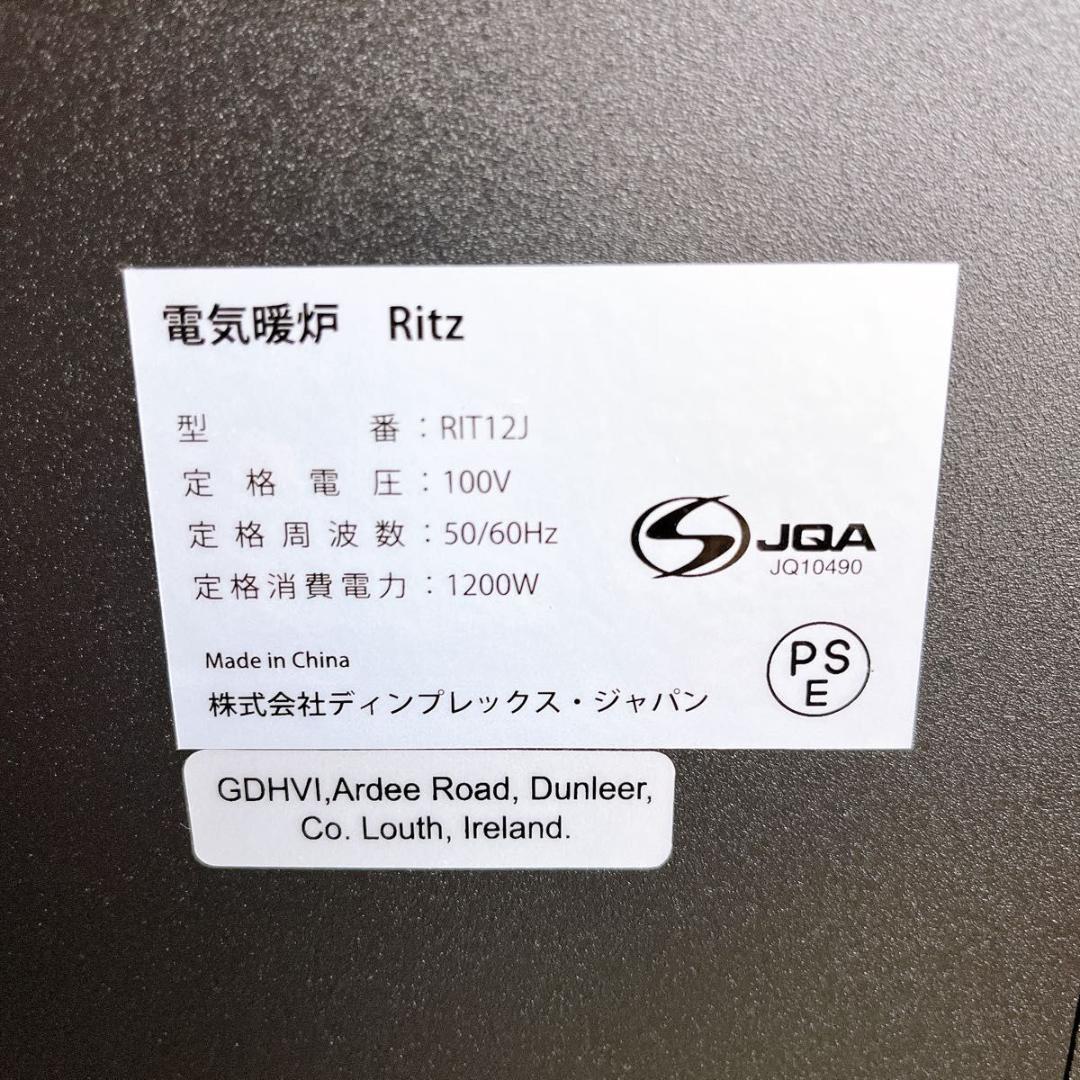 電気暖炉　Ritz
型番：RIT12J
定格電圧：100V
定格周波数：50/60Hz
定格消費電力：1200W
JQA
JQ10490
Made in China
株式会社ディンプレックス・ジャパン
PS
E
GDHVI,Ardee Road, Dunleer,
Co. Louth, Ireland.